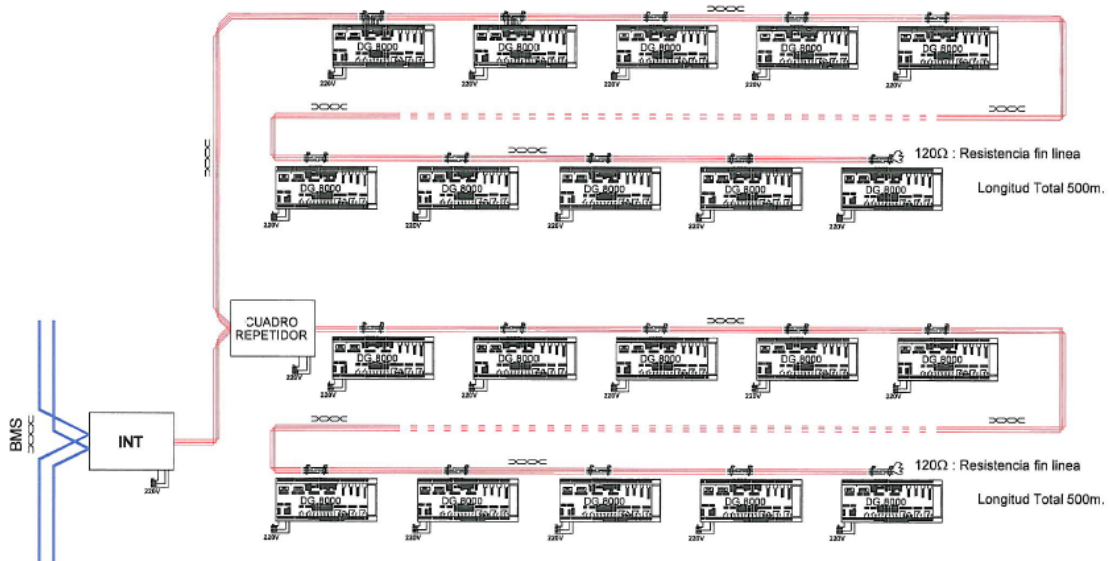 DG 8000
DG 8000
DG 8000
DG 8000
DG 8000
220V
220V
220V
220V
220V
120Ω : Resistencia fin linea
DG 8000
DG 8000
DG 8000
DG 8000
DG 8000
Longitud Total 500m.
220V
220V
220V
220V
220V
CUADRO
REPETIDOR
220V
DG 8000
DG 8000
DG 8000
DG 8000
DG 8000
220V
220V
220V
220V
220V
BMS
INT
220V
120Ω : Resistencia fin linea
DG 8000
DG 8000
DG 8000
DG 8000
DG 8000
Longitud Total 500m.
220V
220V
220V
220V
220V